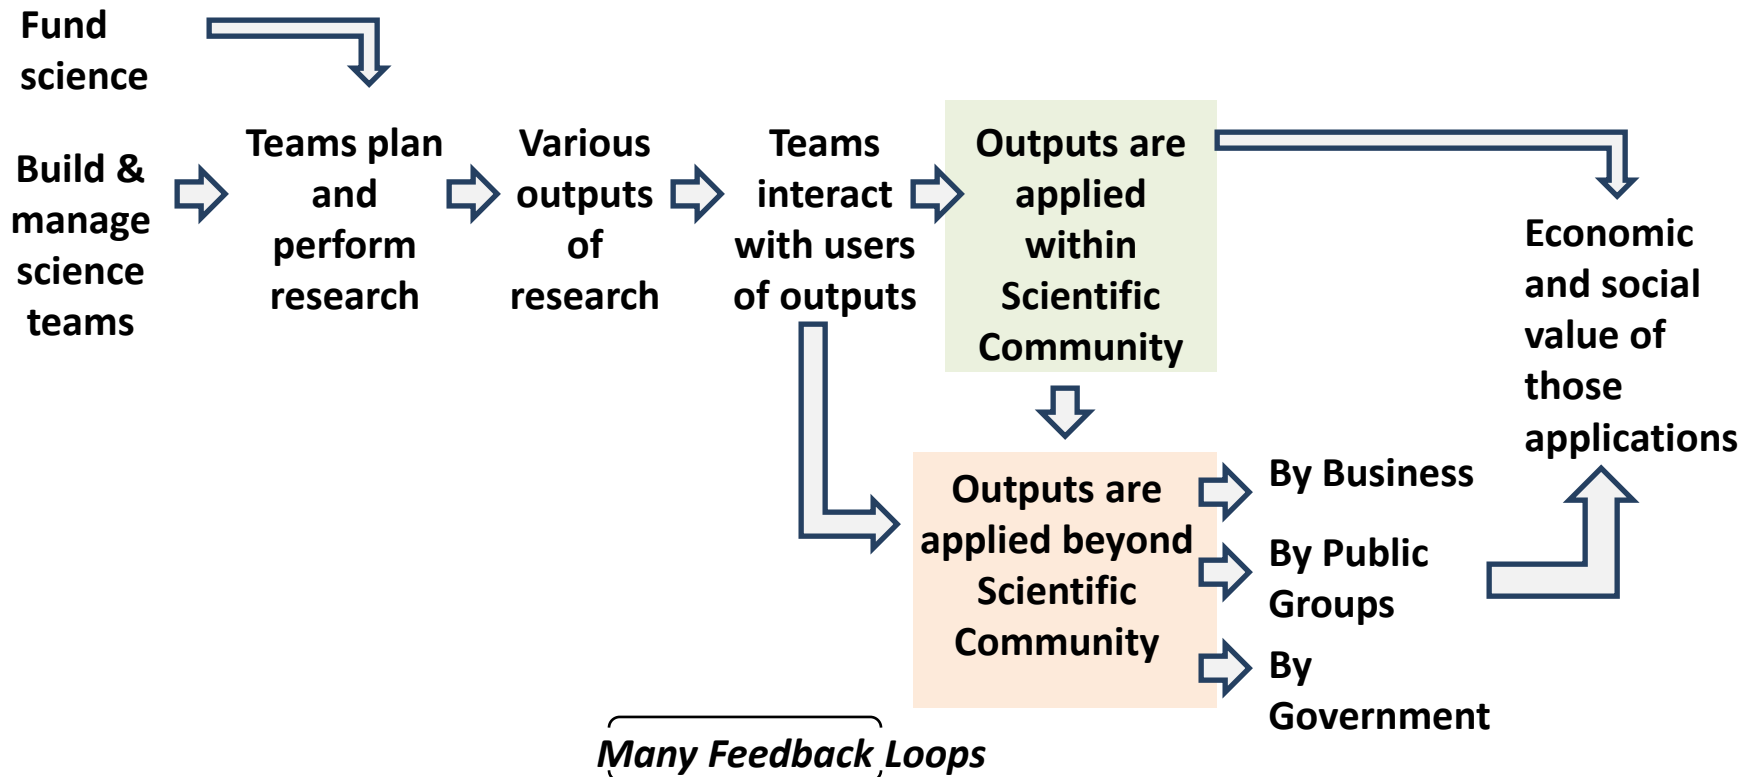 Fund
science
Build &
manage
science
teams
Teams plan
and
perform
research
Various
outputs
of
research
Teams
interact
with users
of outputs
Outputs are
applied
within
Scientific
Community
Economic
and social
value of
those
applications
Outputs are
applied beyond
Scientific
Community
By Business
By Public
Groups
By
Government
Many Feedback Loops